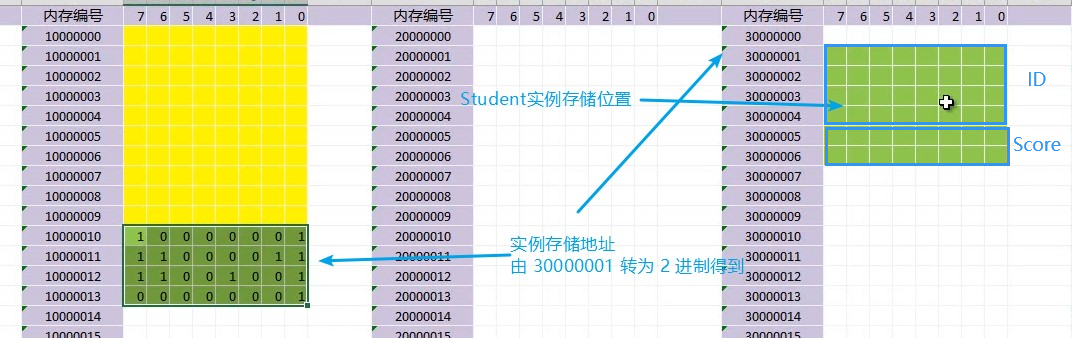 内存编号 7 6 5 4 3 2 1 0 内存编号 7 6 5 4 3 2 1 0 内存编号 7 6 5 4 3 2 1 0
10000000 20000000 30000000
10000001 20000001 30000001
10000002 20000002 30000002 ID
10000003 Student实例存储位置 20000003 30000003
10000004 20000004 30000004
10000005 20000005 30000005 Score
10000006 20000006 30000006
10000007 20000007 30000007
10000008 20000008 30000008
10000009 20000009 30000009
10000010 1 0 0 0 0 0 0 1 20000010 实例存储地址 30000010
10000011 1 1 0 0 0 0 1 1 20000011 由 30000001 转为 2 进制得到 30000011
10000012 1 1 0 0 1 0 0 1 20000012 30000012
10000013 0 0 0 0 0 0 0 1 20000013 30000013
10000014 20000014 30000014
10000015 20000015 30000015